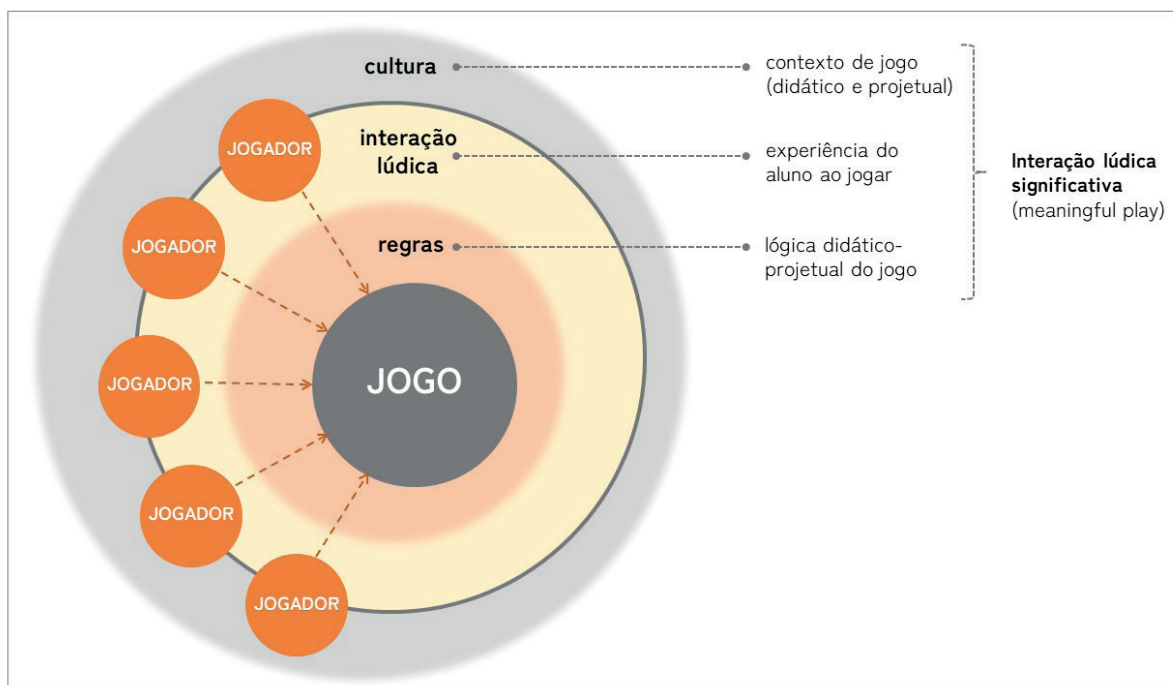 cultura
contexto de jogo
(didático e projetual)
JOGADOR
interação
lúdica
experiência do
aluno ao jogar
Interação lúdica
significativa
(meaningful play)
JOGADOR
regras
lógica didático-
projetual do jogo
JOGADOR
JOGO
JOGADOR
JOGADOR